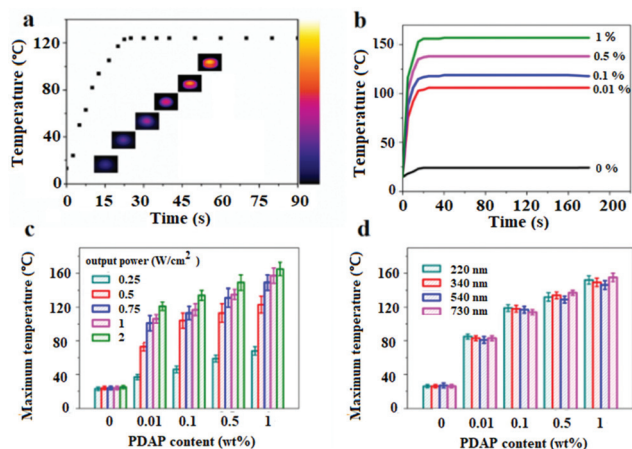 a
Temperature (°C)
120
80
40
0
0 15 30 45 60 75 90
Time (s)
b
Temperature (°C)
150
100
50
0
1 %
0.5 %
0.1 %
0.01 %
0 %
0 40 80 120 160 200
Time (s)
c
Maximum temperature (°C)
160
120
80
40
0
output power (W/cm²)
0.25
0.5
0.75
1
2
0 0.01 0.1 0.5 1
PDAP content (wt%)
d
Maximum temperature (°C)
160
120
80
40
0
220 nm
340 nm
540 nm
730 nm
0 0.01 0.1 0.5 1
PDAP content (wt%)